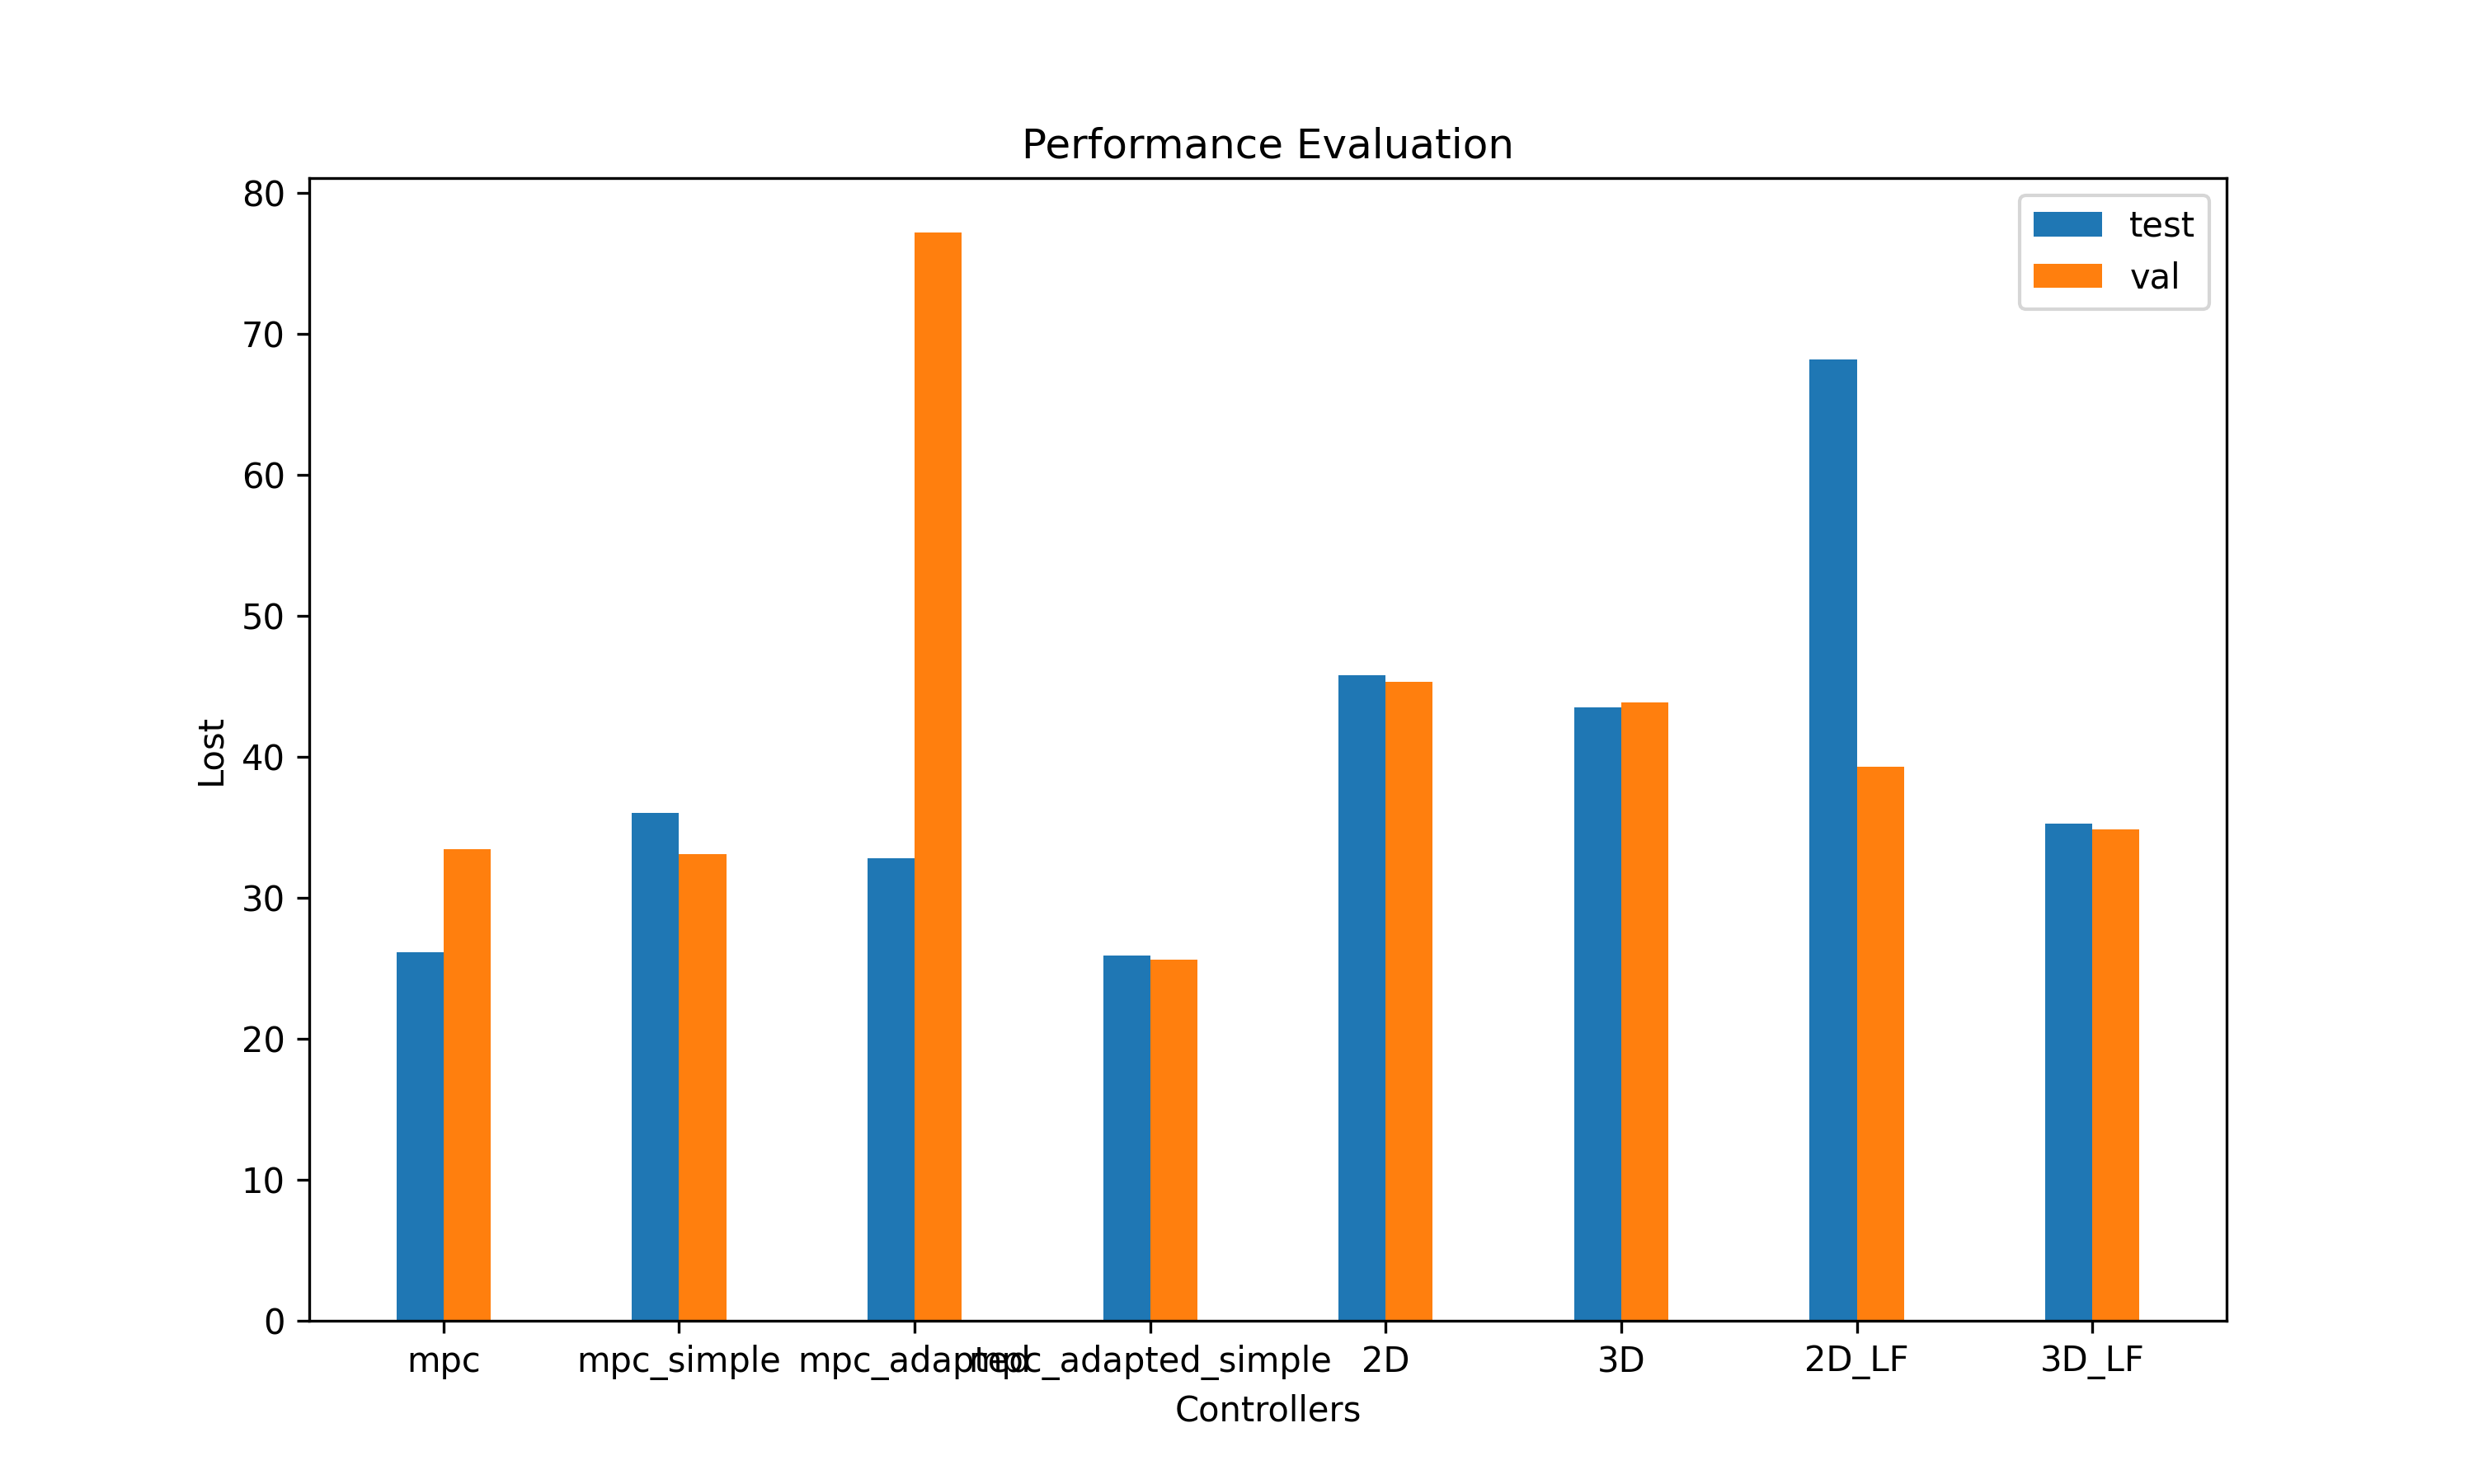 Performance Evaluation
80
70
60
50
40
30
20
10
0
Lost
test
val
mpc
mpc_simple
mpc_adapted
mpc_adapted_simple
2D
3D
2D_LF
3D_LF
Controllers